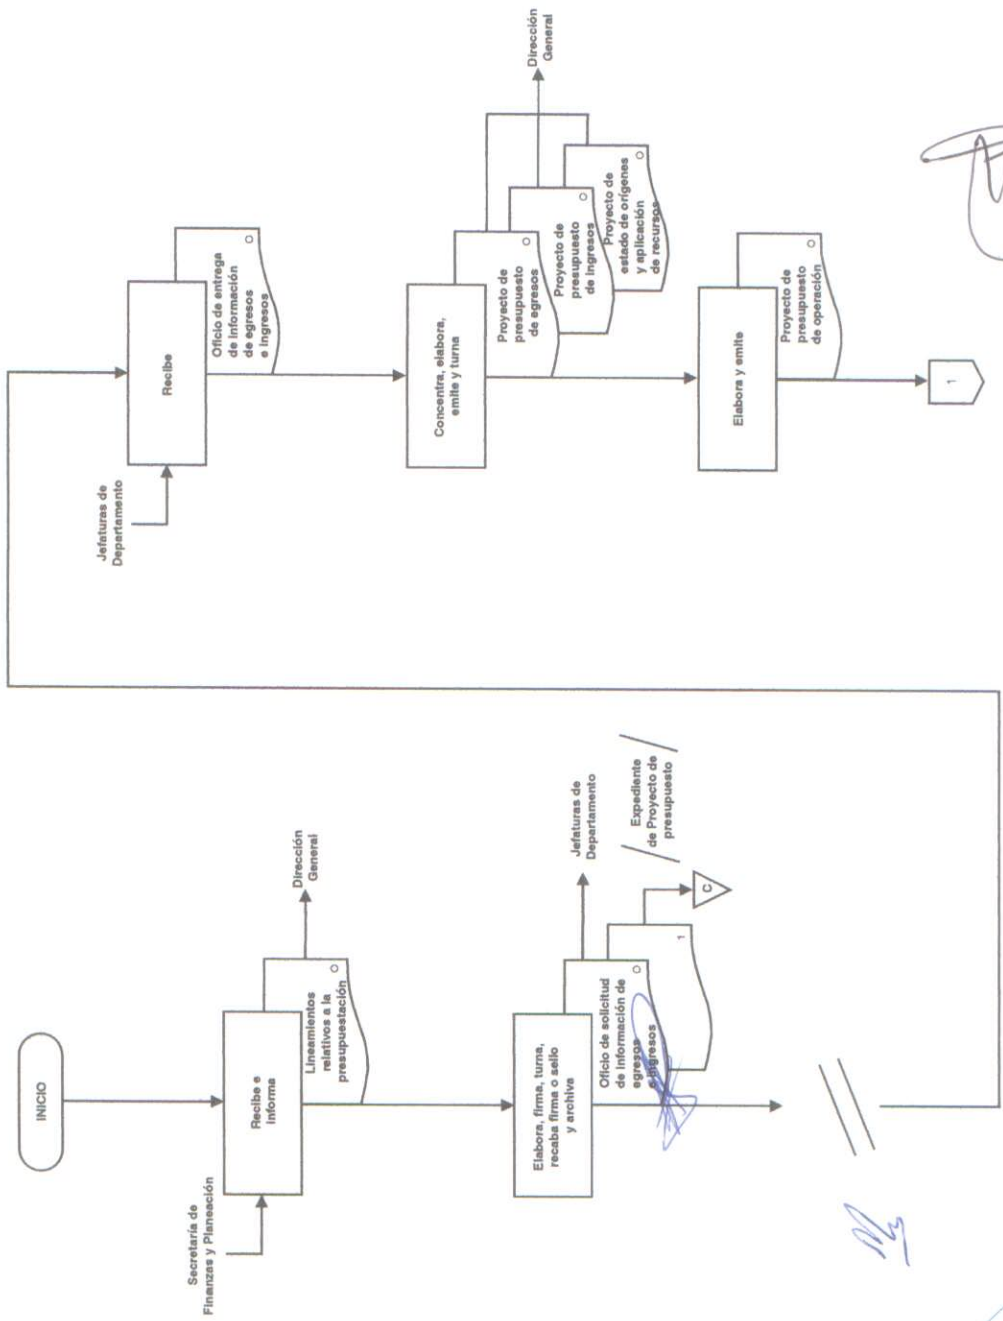 INICIO
Secretaría de
Finanzas y Planeación
Recibe e
informa
Lineamientos
relativos a la
presupuestación
O
Dirección
General
Elabora, firma, turna,
recaba firma o sello
y archiva
Oficio de solicitud
de información de
egresos
e ingresos
O
1
Jefaturas de
Departamento
C
Expediente
de Proyecto de
presupuesto
Jefaturas de
Departamento
Recibe
Oficio de entrega
de información
de egresos
e ingresos
O
Concentra, elabora,
emite y turna
Proyecto de
presupuesto
de egresos
O
Proyecto de
presupuesto
de ingresos
O
Proyecto de
estado de orígenes
y aplicación
de recursos
O
Dirección
General
Elabora y emite
Proyecto de
presupuesto
de operación
O
1